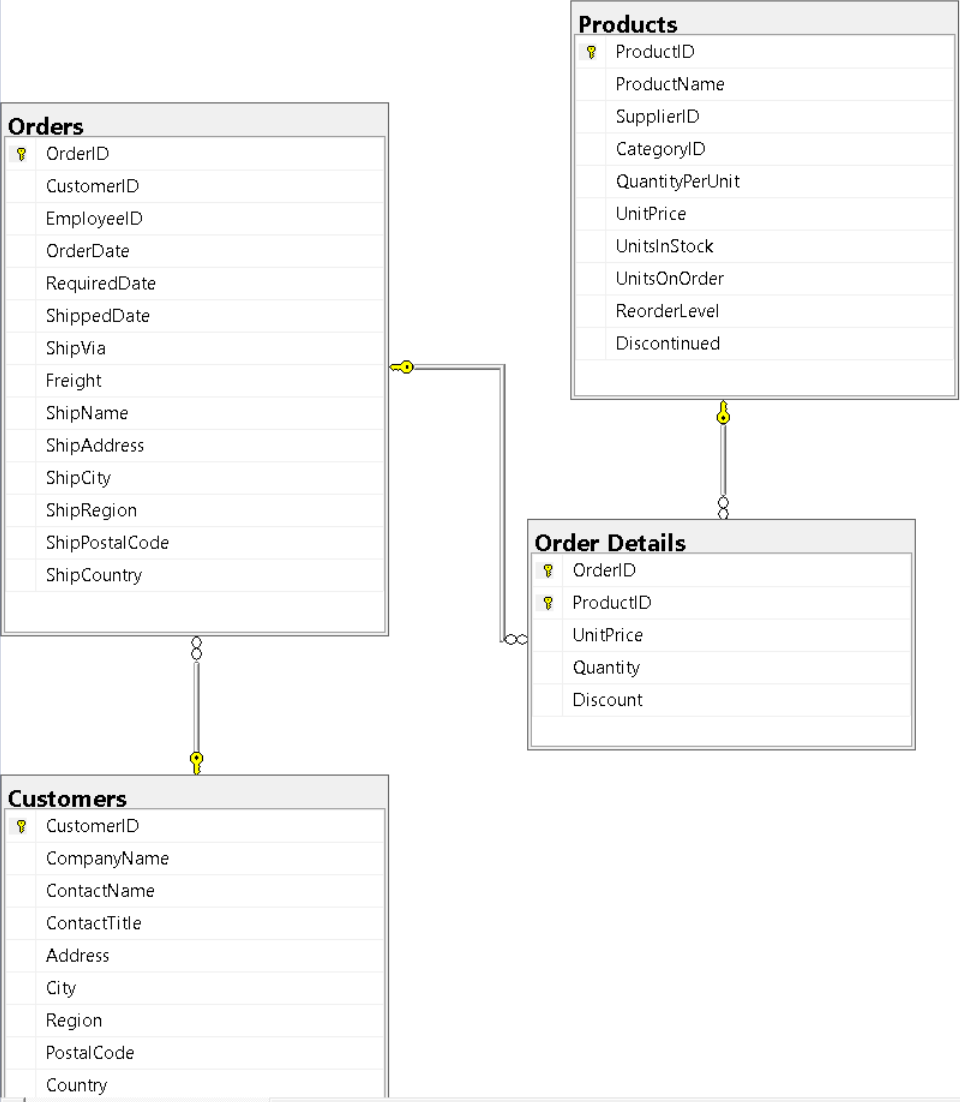 Products
ProductID
ProductName
SupplierID
CategoryID
QuantityPerUnit
UnitPrice
UnitsInStock
UnitsOnOrder
ReorderLevel
Discontinued
Orders
OrderID
CustomerID
EmployeeID
OrderDate
RequiredDate
ShippedDate
ShipVia
Freight
ShipName
ShipAddress
ShipCity
ShipRegion
ShipPostalCode
ShipCountry
Order Details
OrderID
ProductID
UnitPrice
Quantity
Discount
Customers
CustomerID
CompanyName
ContactName
ContactTitle
Address
City
Region
PostalCode
Country